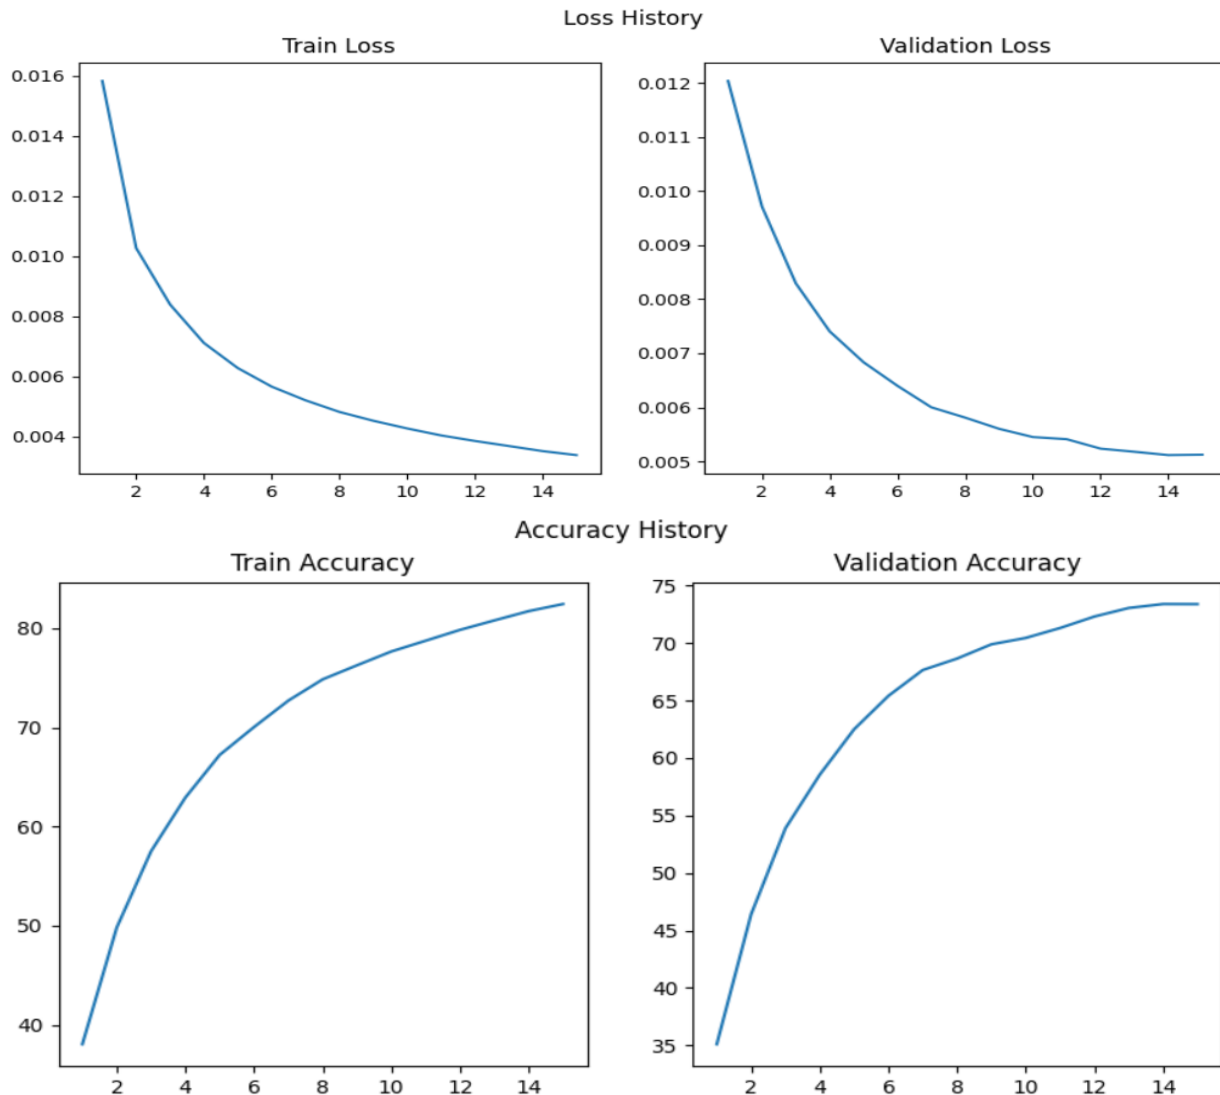 Loss History
Train Loss
Validation Loss
0.016
0.014
0.012
0.010
0.008
0.006
0.004
2 4 6 8 10 12 14
0.012
0.011
0.010
0.009
0.008
0.007
0.006
0.005
2 4 6 8 10 12 14
Accuracy History
Train Accuracy
Validation Accuracy
80
70
60
50
40
2 4 6 8 10 12 14
75
70
65
60
55
50
45
40
35
2 4 6 8 10 12 14